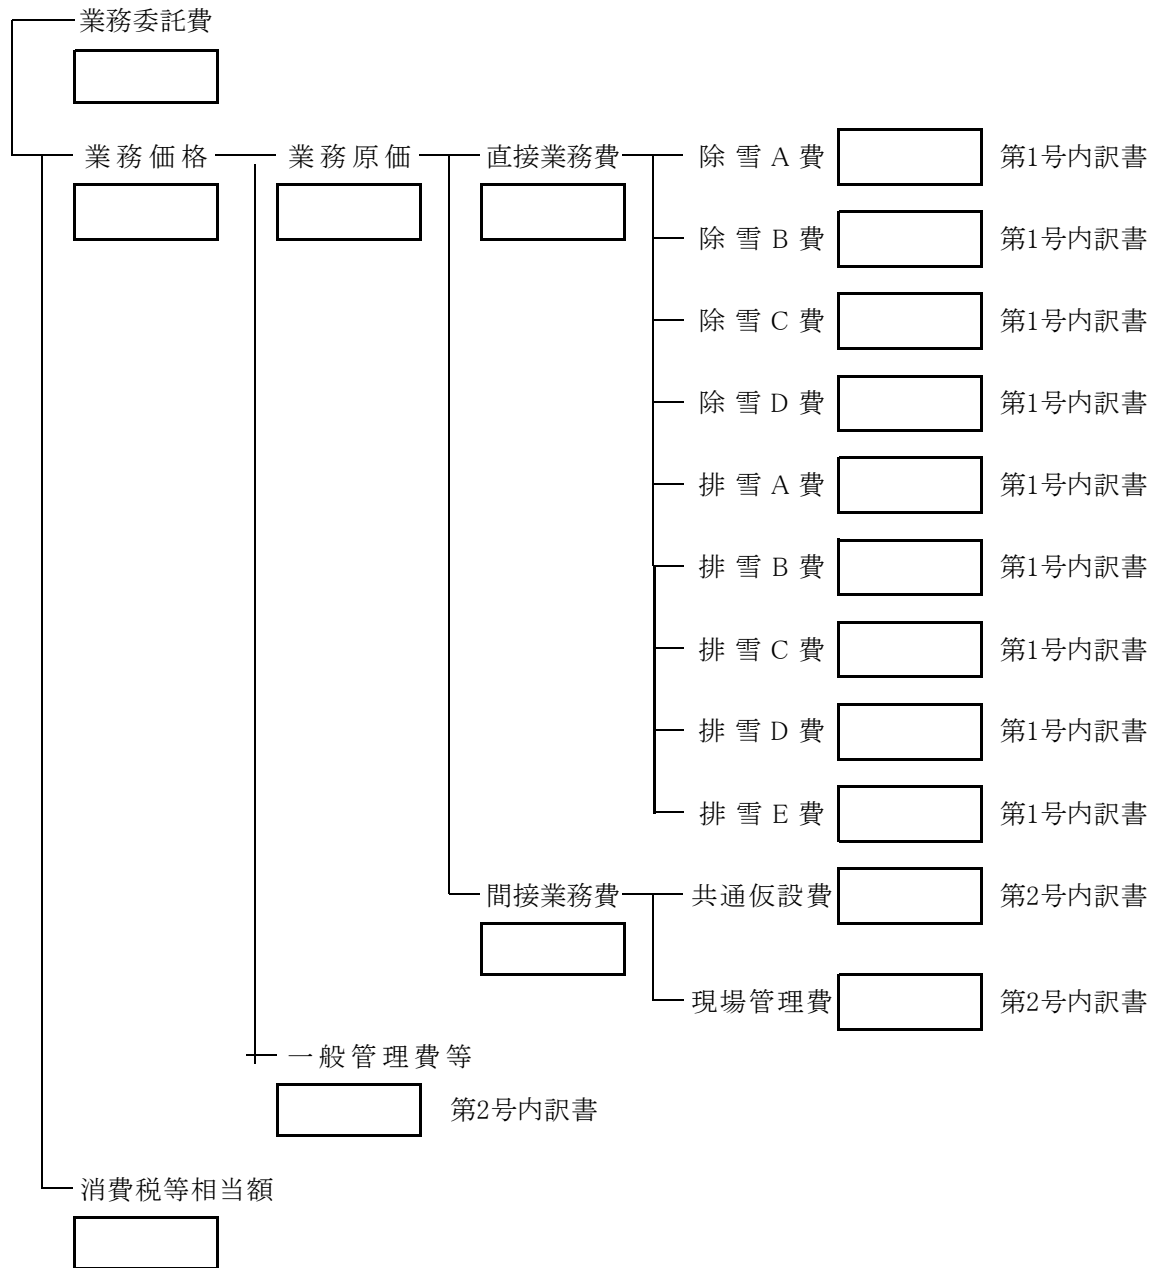 業務委託費
業務価格 業務原価 直接業務費 除雪A費 第1号内訳書
除雪B費 第1号内訳書
除雪C費 第1号内訳書
除雪D費 第1号内訳書
排雪A費 第1号内訳書
排雪B費 第1号内訳書
排雪C費 第1号内訳書
排雪D費 第1号内訳書
排雪E費 第1号内訳書
間接業務費 共通仮設費 第2号内訳書
現場管理費 第2号内訳書
一般管理費等
第2号内訳書
消費税等相当額